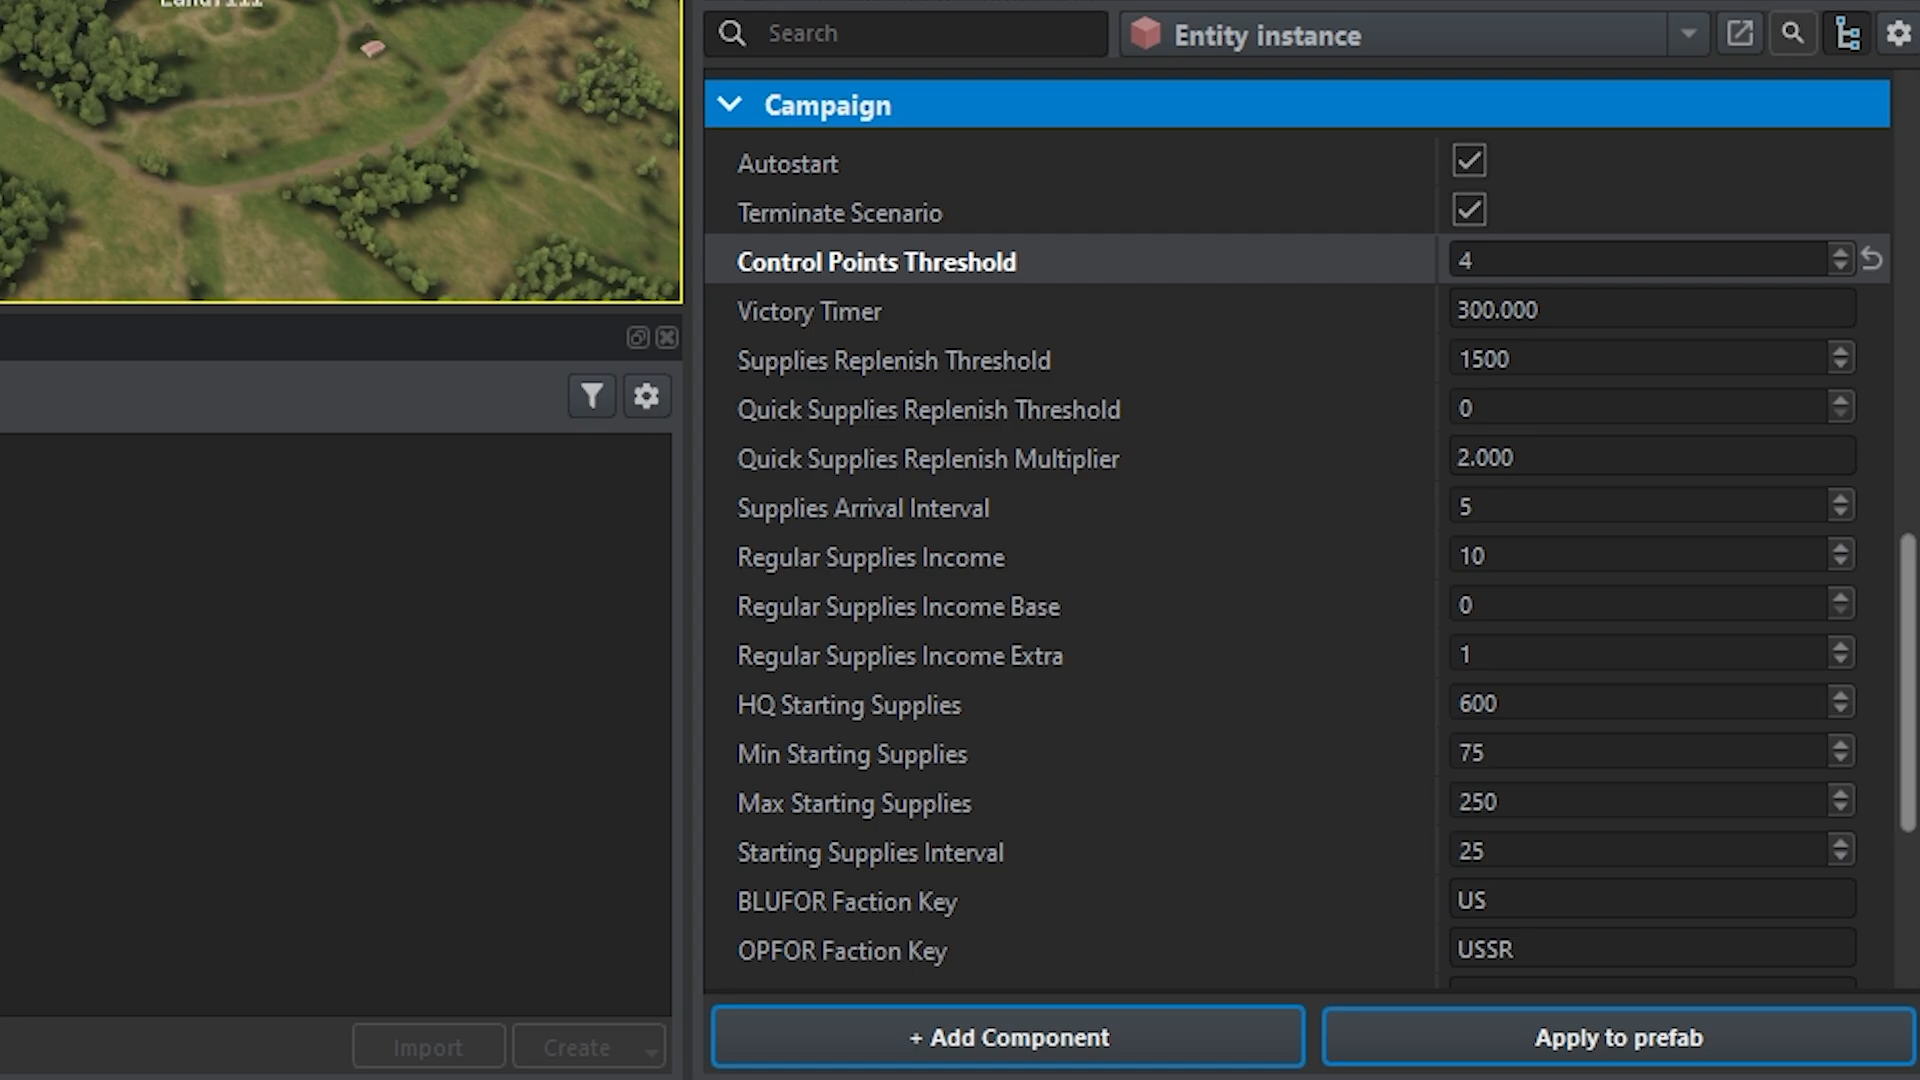 Landfill
Search
Entity instance
Campaign
Autostart
Terminate Scenario
Control Points Threshold 4
Victory Timer 300.000
Supplies Replenish Threshold 1500
Quick Supplies Replenish Threshold 0
Quick Supplies Replenish Multiplier 2.000
Supplies Arrival Interval 5
Regular Supplies Income 10
Regular Supplies Income Base 0
Regular Supplies Income Extra 1
HQ Starting Supplies 600
Min Starting Supplies 75
Max Starting Supplies 250
Starting Supplies Interval 25
BLUFOR Faction Key US
OPFOR Faction Key USSR
Import
Create
+ Add Component
Apply to prefab